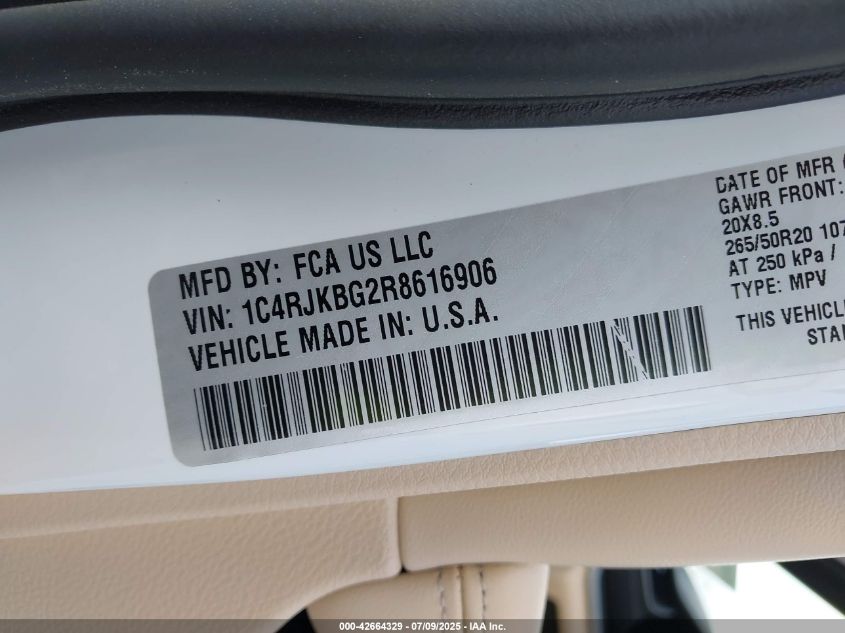 MFD BY: FCA US LLC
VIN: 1C4RJKBG2R8616906
VEHICLE MADE IN: U.S.A.
DATE OF MFR
GAWR FRONT:
20X8.5
265/50R20 107
AT 250 kPa /
TYPE: MPV
THIS VEHICLE
STAN
000-42664329 - 07/09/2025 - IAA Inc.